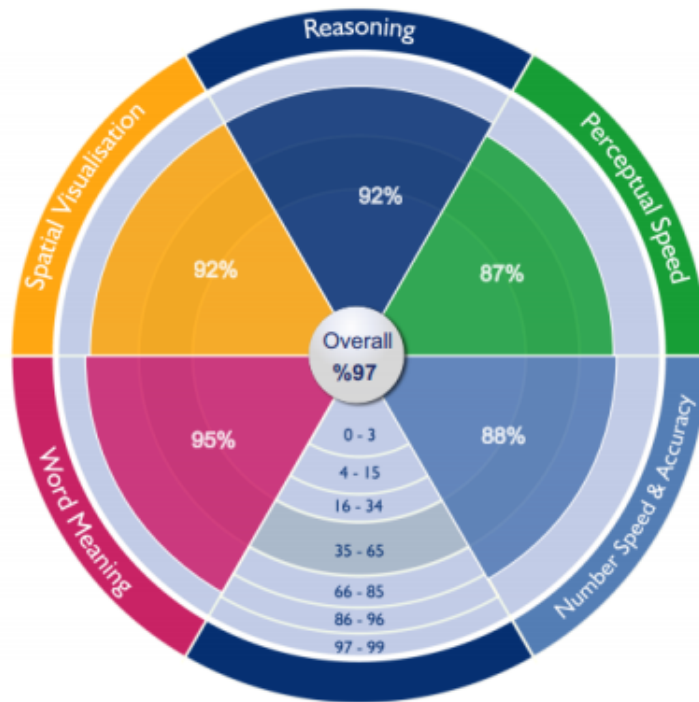 Reasoning
Perceptual Speed
Spatial Visualisation
92%
92%
87%
Overall
%97
95%
88%
0 - 3
4 - 15
16 - 34
35 - 65
66 - 85
86 - 96
97 - 99
Word Meaning
Number Speed & Accuracy